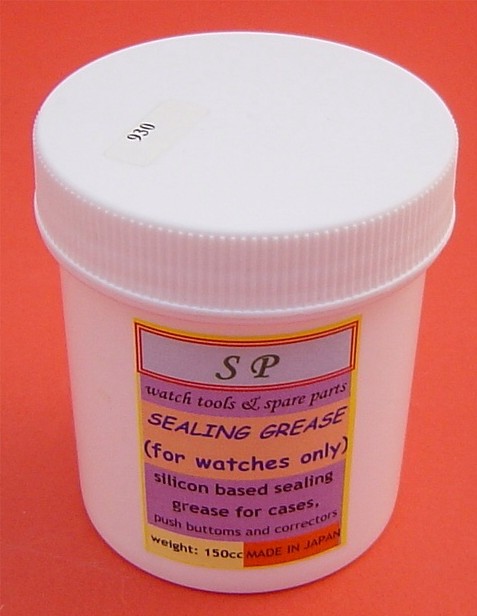 930
S P
watch tools & spare parts
SEALING GREASE
(for watches only)
silicon based sealing
grease for cases,
push buttoms and correctors
weight: 150cc MADE IN JAPAN